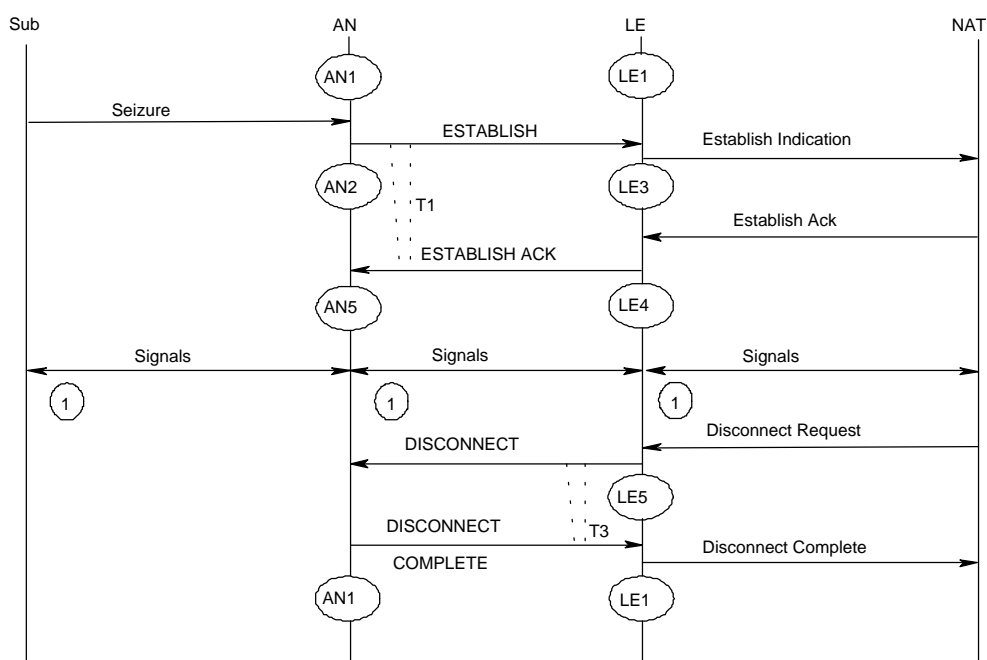 Sub AN LE NAT
AN1 LE1
Seizure
ESTABLISH
Establish Indication
AN2 LE3
T1
Establish Ack
ESTABLISH ACK
AN5 LE4
Signals Signals Signals
1 1 1
Disconnect Request
DISCONNECT
LE5
DISCONNECT
T3
Disconnect Complete
COMPLETE
AN1 LE1